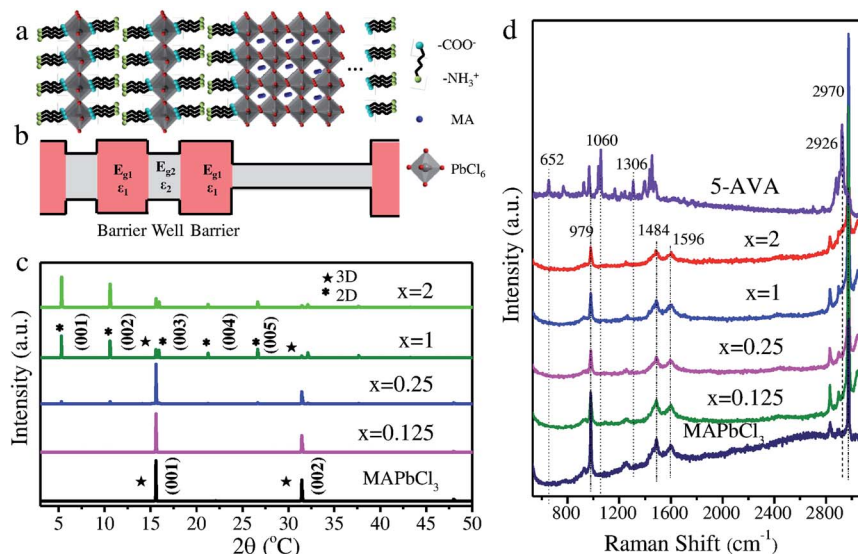 a
-COO⁻
-NH₃⁺
MA
PbCl₆
...
b
E_g1
ε₁
E_g2
ε₂
E_g1
ε₁
Barrier Well Barrier
c
Intensity (a.u.)
★ 3D
* 2D
x=2
* (001)
* (002)
★
* (003)
* (004)
* (005)
★
x=1
x=0.25
x=0.125
★ (001)
★ (002)
MAPbCl₃
5 10 15 20 25 30 35 40 45 50
2θ (°C)
d
Intensity (a.u.)
2970
2926
652
1060
1306
5-AVA
979
1484
1596
x=2
x=1
x=0.25
x=0.125
MAPbCl₃
800 1600 2400 2800
Raman Shift (cm⁻¹)